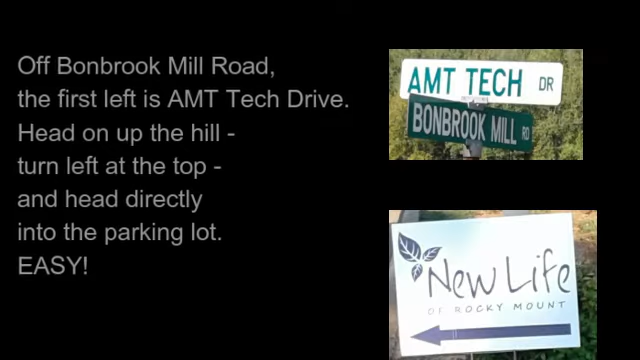 Off Bonbrook Mill Road,
the first left is AMT Tech Drive.
Head on up the hill -
turn left at the top -
and head directly
into the parking lot.
EASY!
AMT TECH DR
BONBROOK MILL RD
New Life
OF ROCKY MOUNT